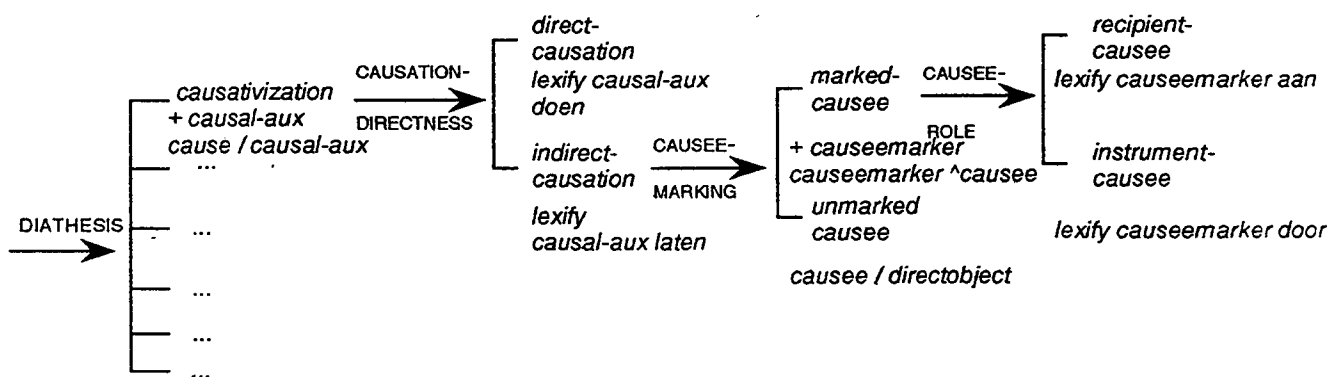 DIATHESIS
causativization
+ causal-aux
cause / causal-aux
...
...
...
...
...
CAUSATION-
DIRECTNESS
direct-
causation
lexify causal-aux
doen
indirect-
causation
lexify
causal-aux laten
CAUSEE-
MARKING
marked-
causee
+ causeemarker
causeemarker ^causee
unmarked
causee
causee / directobject
CAUSEE-
ROLE
recipient-
causee
lexify causeemarker aan
instrument-
causee
lexify causeemarker door